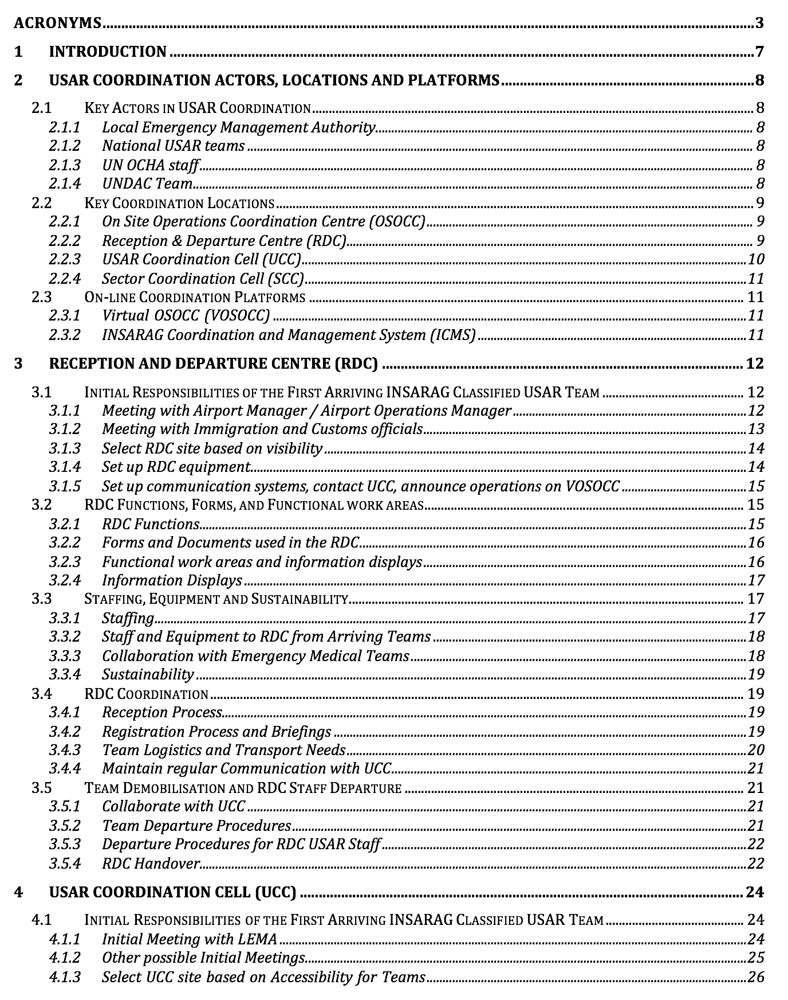 ACRONYMS 3
1 INTRODUCTION 7
2 USAR COORDINATION ACTORS, LOCATIONS AND PLATFORMS 8
2.1 KEY ACTORS IN USAR COORDINATION 8
2.1.1 Local Emergency Management Authority 8
2.1.2 National USAR teams 8
2.1.3 UN OCHA staff 8
2.1.4 UNDAC Team 8
2.2 KEY COORDINATION LOCATIONS 9
2.2.1 On Site Operations Coordination Centre (OSOCC) 9
2.2.2 Reception & Departure Centre (RDC) 9
2.2.3 USAR Coordination Cell (UCC) 10
2.2.4 Sector Coordination Cell (SCC) 11
2.3 ON-LINE COORDINATION PLATFORMS 11
2.3.1 Virtual OSOCC (VOSOCC) 11
2.3.2 INSARAG Coordination and Management System (ICMS) 11
3 RECEPTION AND DEPARTURE CENTRE (RDC) 12
3.1 INITIAL RESPONSIBILITIES OF THE FIRST ARRIVING INSARAG CLASSIFIED USAR TEAM 12
3.1.1 Meeting with Airport Manager / Airport Operations Manager 12
3.1.2 Meeting with Immigration and Customs officials 13
3.1.3 Select RDC site based on visibility 14
3.1.4 Set up RDC equipment 14
3.1.5 Set up communication systems, contact UCC, announce operations on VOSOCC 15
3.2 RDC FUNCTIONS, FORMS, AND FUNCTIONAL WORK AREAS 15
3.2.1 RDC Functions 15
3.2.2 Forms and Documents used in the RDC 16
3.2.3 Functional work areas and information displays 16
3.2.4 Information Displays 17
3.3 STAFFING, EQUIPMENT AND SUSTAINABILITY 17
3.3.1 Staffing 17
3.3.2 Staff and Equipment to RDC from Arriving Teams 18
3.3.3 Collaboration with Emergency Medical Teams 18
3.3.4 Sustainability 19
3.4 RDC COORDINATION 19
3.4.1 Reception Process 19
3.4.2 Registration Process and Briefings 19
3.4.3 Team Logistics and Transport Needs 20
3.4.4 Maintain regular Communication with UCC 21
3.5 TEAM DEMOBILISATION AND RDC STAFF DEPARTURE 21
3.5.1 Collaborate with UCC 21
3.5.2 Team Departure Procedures 21
3.5.3 Departure Procedures for RDC USAR Staff 22
3.5.4 RDC Handover 22
4 USAR COORDINATION CELL (UCC) 24
4.1 INITIAL RESPONSIBILITIES OF THE FIRST ARRIVING INSARAG CLASSIFIED USAR TEAM 24
4.1.1 Initial Meeting with LEMA 24
4.1.2 Other possible Initial Meetings 25
4.1.3 Select UCC site based on Accessibility for Teams 26